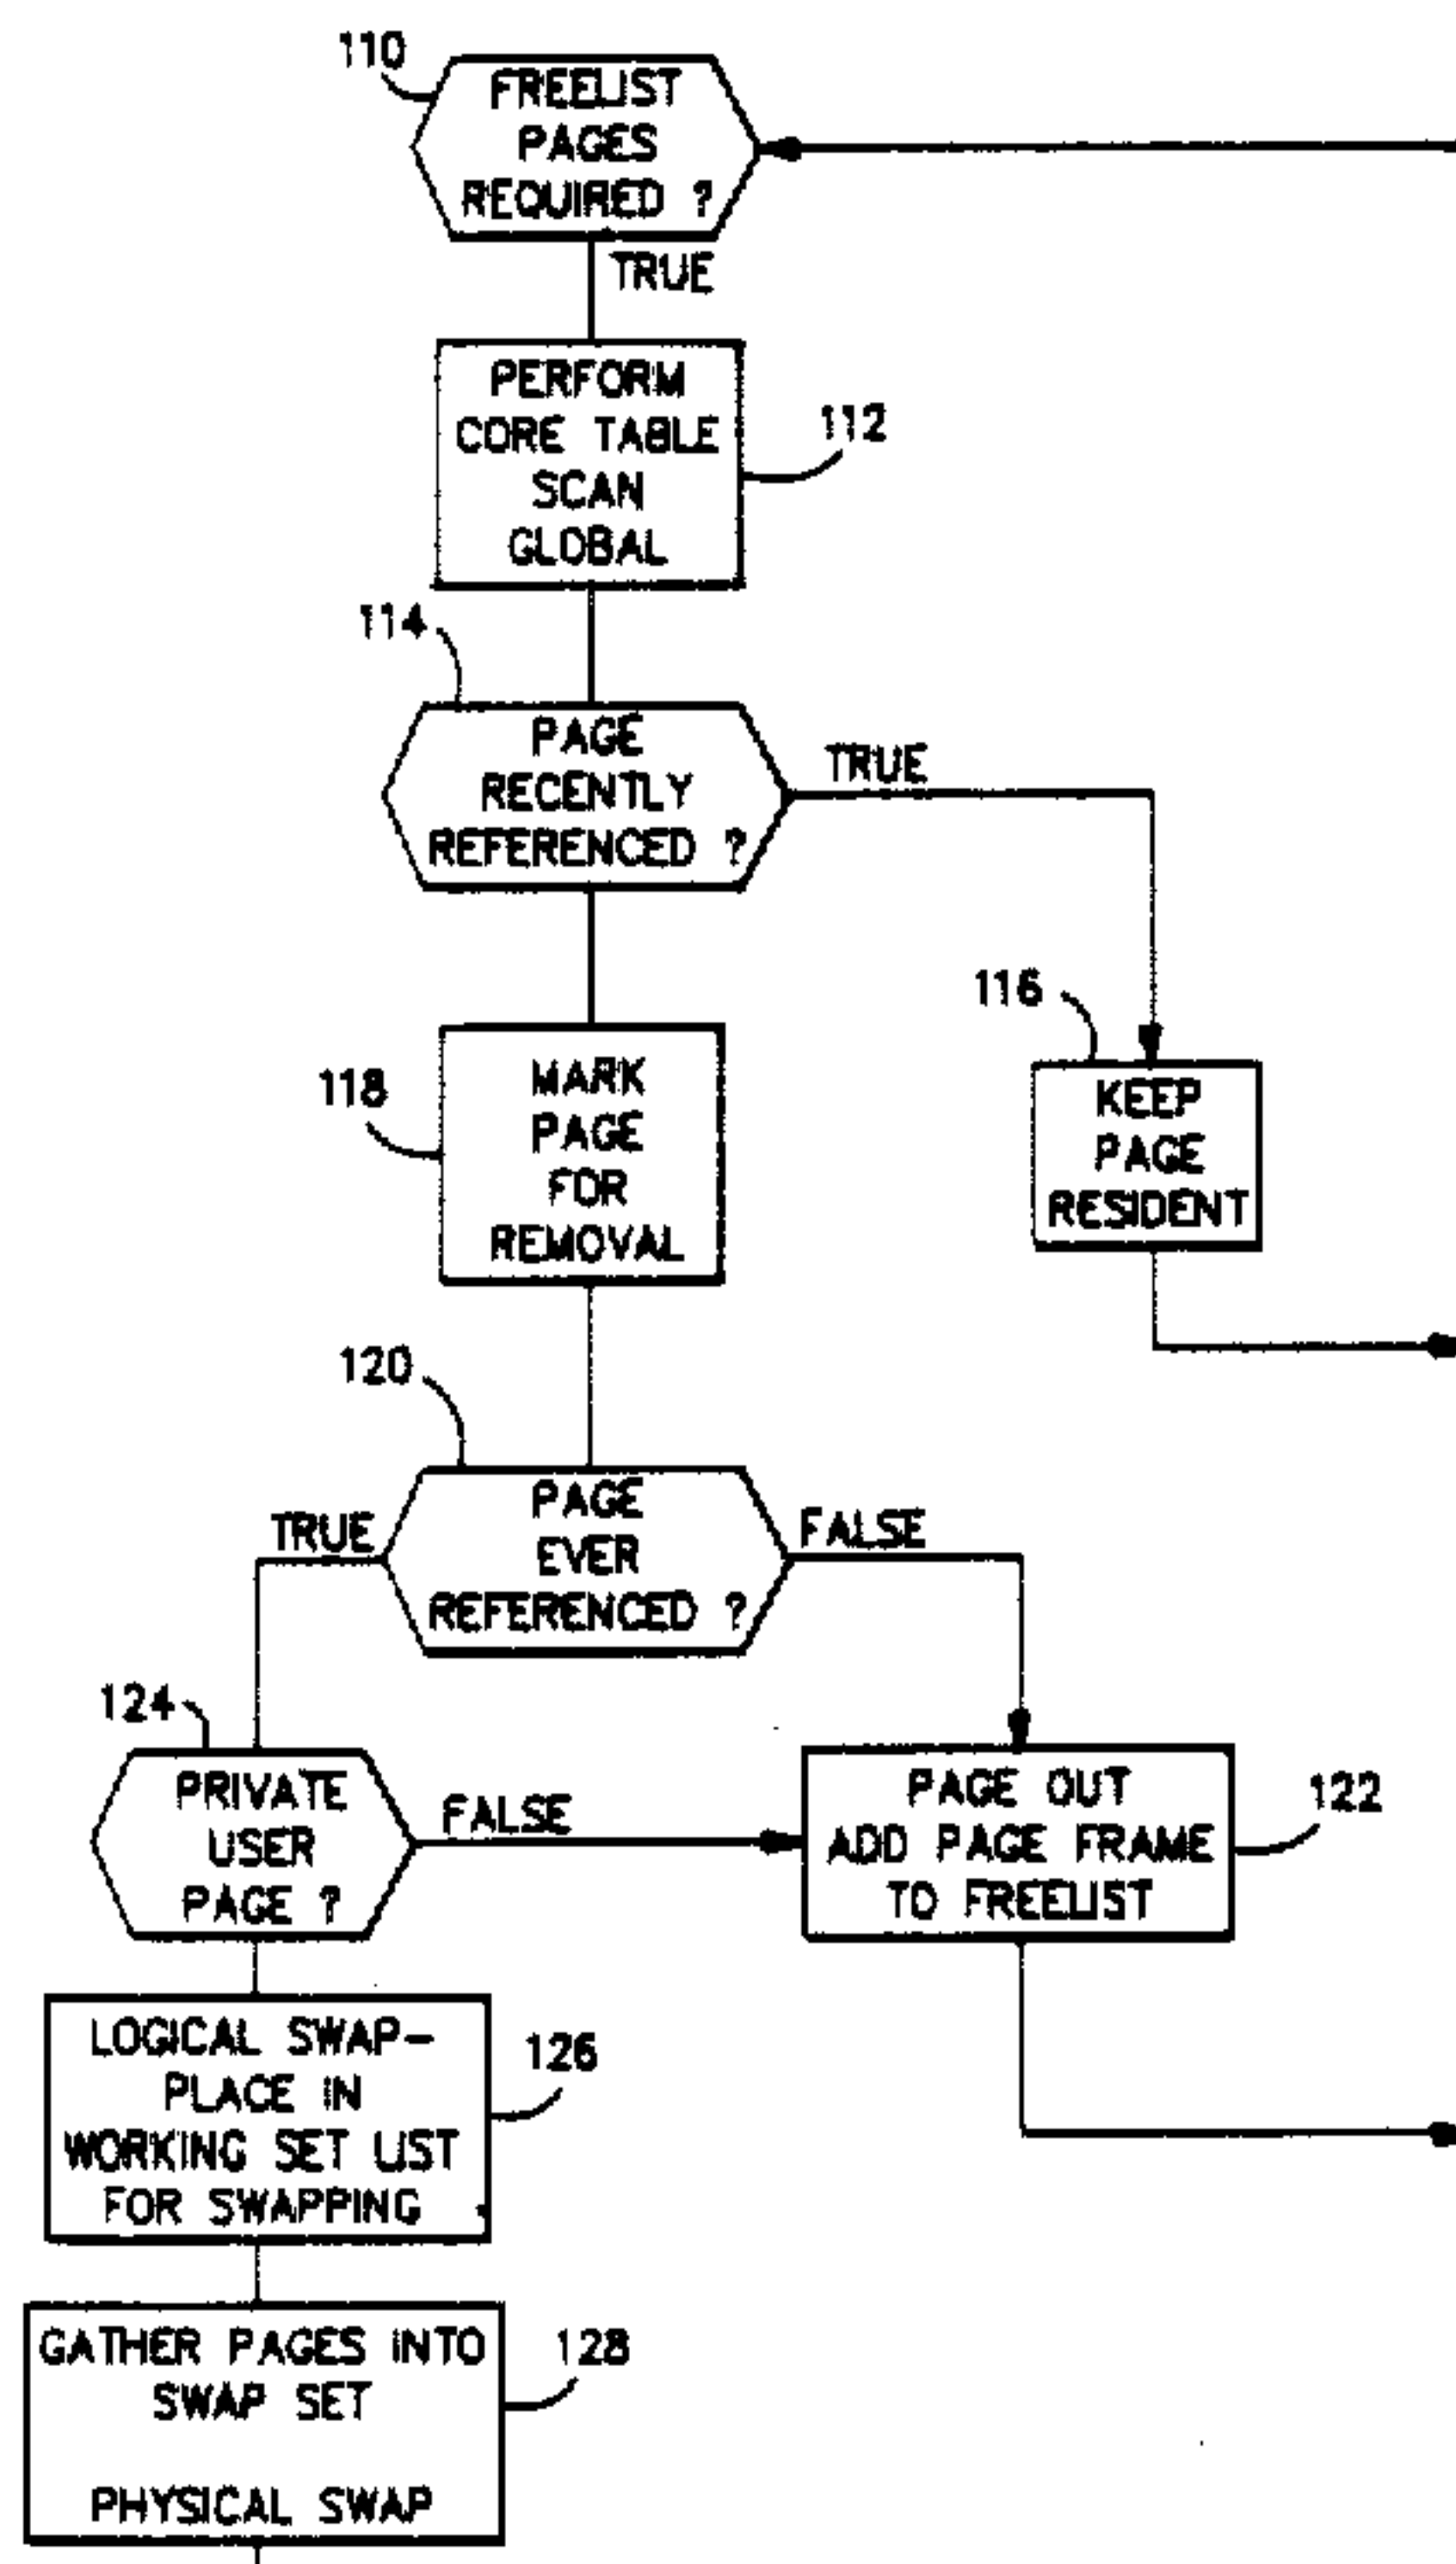 110
FREELIST
PAGES
REQUIRED ?
TRUE
PERFORM
CORE TABLE
SCAN
GLOBAL
112
114
PAGE
RECENTLY
REFERENCED ?
TRUE
116
KEEP
PAGE
RESIDENT
118
MARK
PAGE
FOR
REMOVAL
120
PAGE
EVER
REFERENCED ?
TRUE
FALSE
124
PRIVATE
USER
PAGE ?
FALSE
PAGE OUT
ADD PAGE FRAME
TO FREELIST
122
LOGICAL SWAP-
PLACE IN
WORKING SET LIST
FOR SWAPPING
126
GATHER PAGES INTO
SWAP SET
PHYSICAL SWAP
128